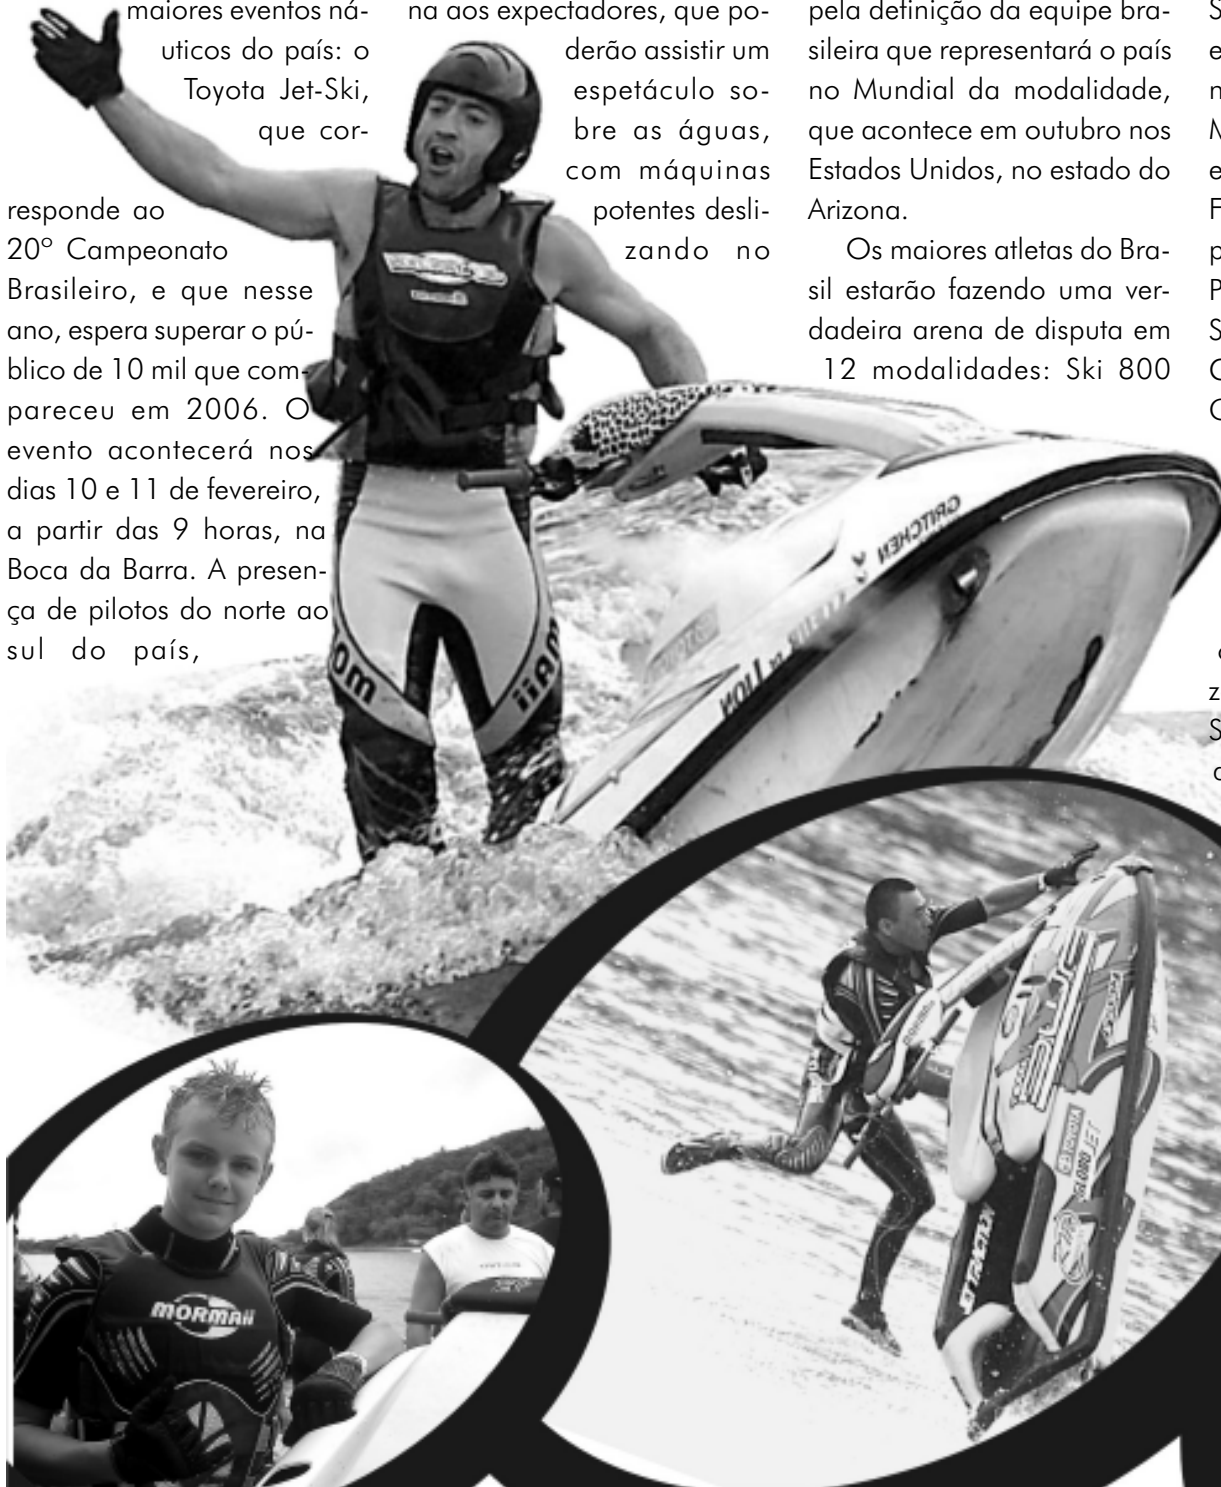 maiores eventos ná-
uticos do país: o
Toyota Jet-Ski,
que cor-
responde ao
20º Campeonato
Brasileiro, e que nesse
ano, espera superar o pú-
blico de 10 mil que com-
pareceu em 2006. O
evento acontecerá nos
dias 10 e 11 de fevereiro,
a partir das 9 horas, na
Boca da Barra. A presen-
ça de pilotos do norte ao
sul do país,
na aos expectadores, que po-
derão assistir um
espetáculo so-
bre as águas,
com máquinas
potentes desli-
zando no
pela definição da equipe bra-
sileira que representará o país
no Mundial da modalidade,
que acontece em outubro nos
Estados Unidos, no estado do
Arizona.
Os maiores atletas do Bra-
sil estarão fazendo uma ver-
dadeira arena de disputa em
12 modalidades: Ski 800
GRITCHEN
LION
MORMAII
TOYOTA
GLOBO JET